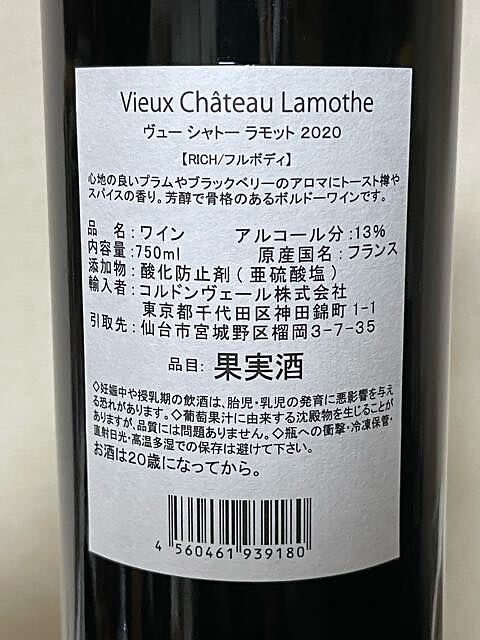 Vieux Château Lamothe
ヴュー シャトー ラモット 2020
【RICH/フルボディ】
心地の良いプラムやブラックベリーのアロマにトースト樽や
スパイスの香り。芳醇で骨格のあるボルドーワインです。
品 名:ワイン アルコール分:13%
内容量:750ml 原産国名:フランス
添加物:酸化防止剤(亜硫酸塩)
輸入者:コルドンヴェール株式会社
東京都千代田区神田錦町1-1
引取先:仙台市宮城野区榴岡3-7-35
品目: 果実酒
◇妊娠中や授乳期の飲酒は、胎児・乳児の発育に悪影響を与え
る恐れがあります。◇葡萄果汁に由来する沈殿物を生じることが
ありますが、品質には問題ありません。◇瓶への衝撃・冷凍保管・
直射日光・高温多湿での保存は避けて下さい。
お酒は20歳になってから。
4 560461 939180